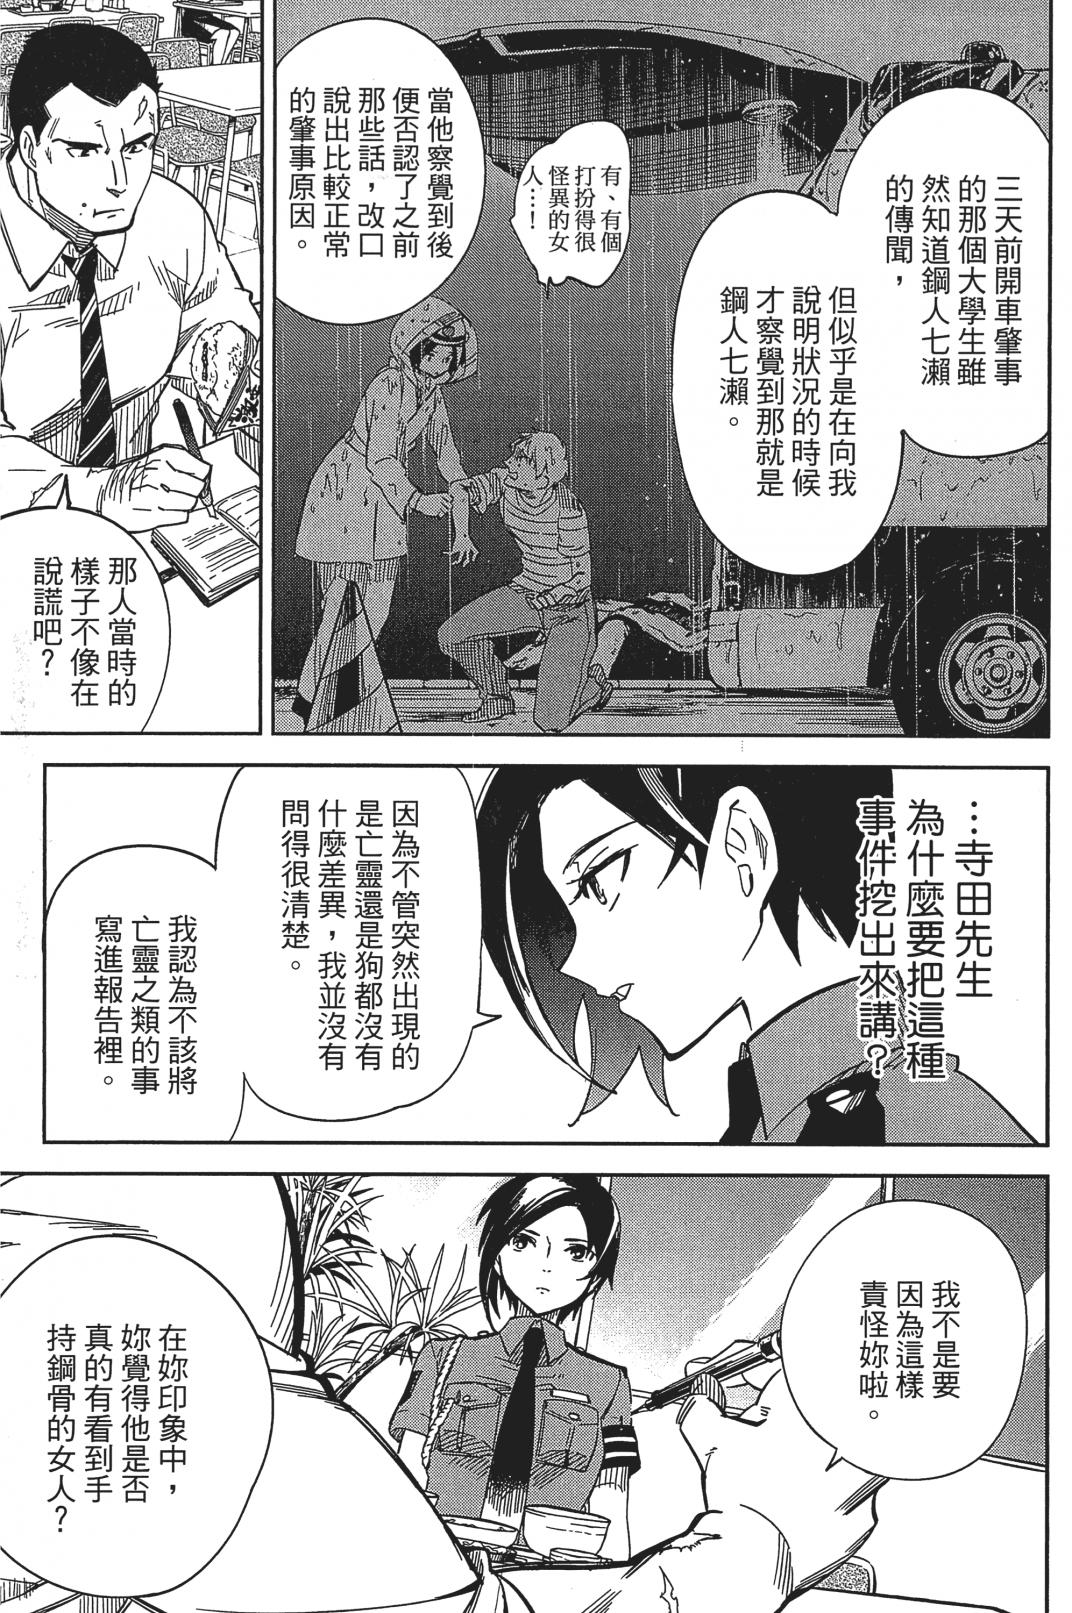 三天前開車肇事
的那個大學生雖
然知道鋼人七瀨
的傳聞，
但似乎是在向我
說明狀況的時候
才察覺到那就是
鋼人七瀨。
有、有個
打扮得很
怪異的女
人…！
當他察覺到後
便否認了之前
那些話，改口
說出比較正常
的肇事原因。
那人當時的
樣子不像在
說謊吧？
…寺田先生
為什麼要把這種
事件挖出來講？
因為不管突然出現的
是亡靈還是狗都沒有
什麼差異，我並沒有
問得很清楚。
我認為不該將
亡靈之類的事
寫進報告裡。
我不是要
因為這樣
責怪妳啦。
在妳印象中，
妳覺得他是否
真的有看到手
持鋼骨的女人？